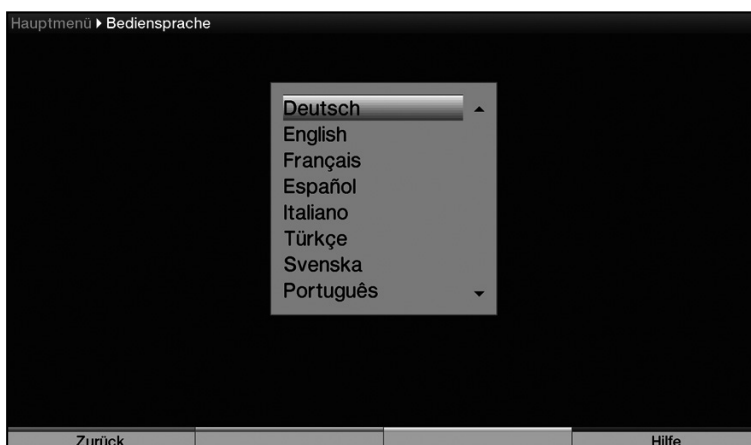 Hauptmenü ▸ Bediensprache
Deutsch
English
Français
Español
Italiano
Türkçe
Svenska
Português
Zurück Hilfe